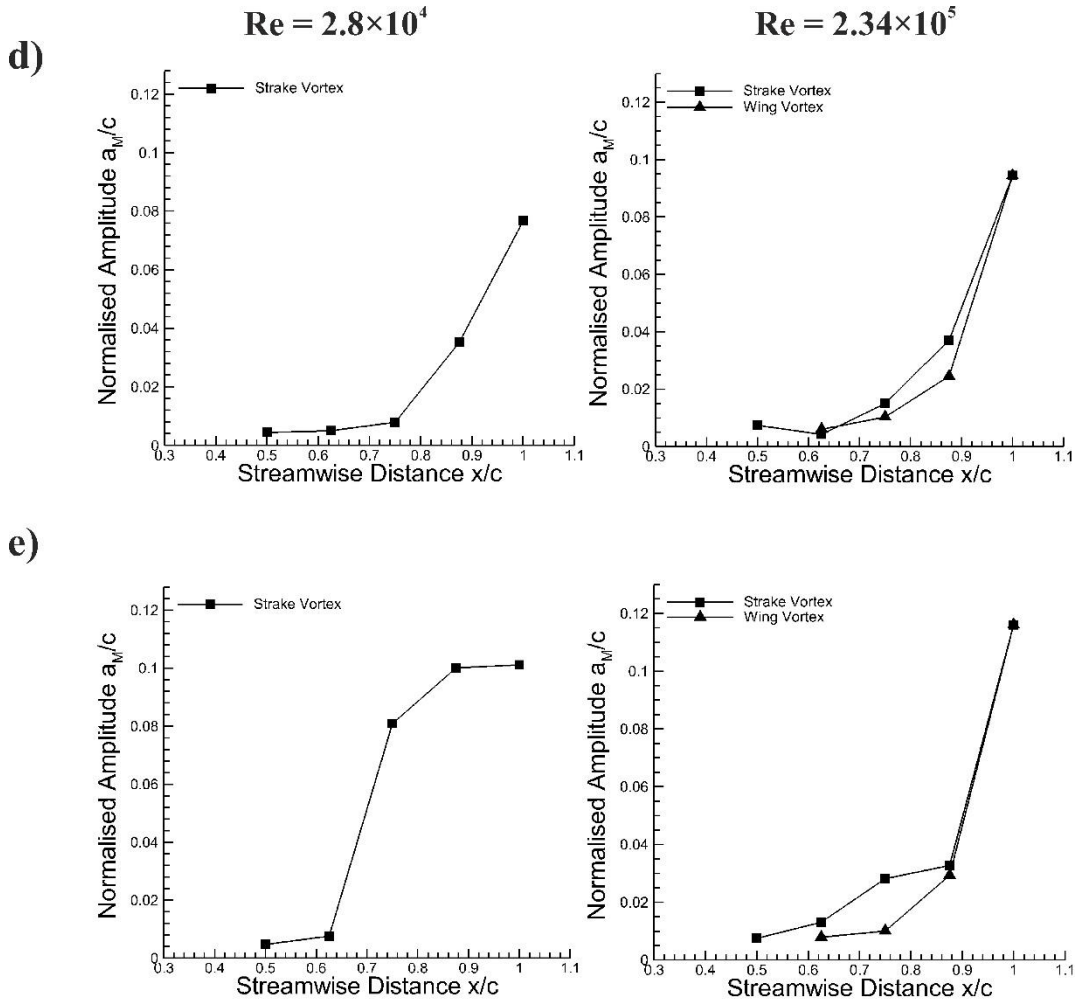 Re = 2.8×10⁴
Re = 2.34×10⁵
d)
Strake Vortex
Normalised Amplitude a_M/c
0.12
0.1
0.08
0.06
0.04
0.02
0
0.3 0.4 0.5 0.6 0.7 0.8 0.9 1 1.1
Streamwise Distance x/c
Strake Vortex
Wing Vortex
Normalised Amplitude a_M/c
0.12
0.1
0.08
0.06
0.04
0.02
0
0.3 0.4 0.5 0.6 0.7 0.8 0.9 1 1.1
Streamwise Distance x/c
e)
Strake Vortex
Normalised Amplitude a_M/c
0.12
0.1
0.08
0.06
0.04
0.02
0
0.3 0.4 0.5 0.6 0.7 0.8 0.9 1 1.1
Streamwise Distance x/c
Strake Vortex
Wing Vortex
Normalised Amplitude a_M/c
0.12
0.1
0.08
0.06
0.04
0.02
0
0.3 0.4 0.5 0.6 0.7 0.8 0.9 1 1.1
Streamwise Distance x/c